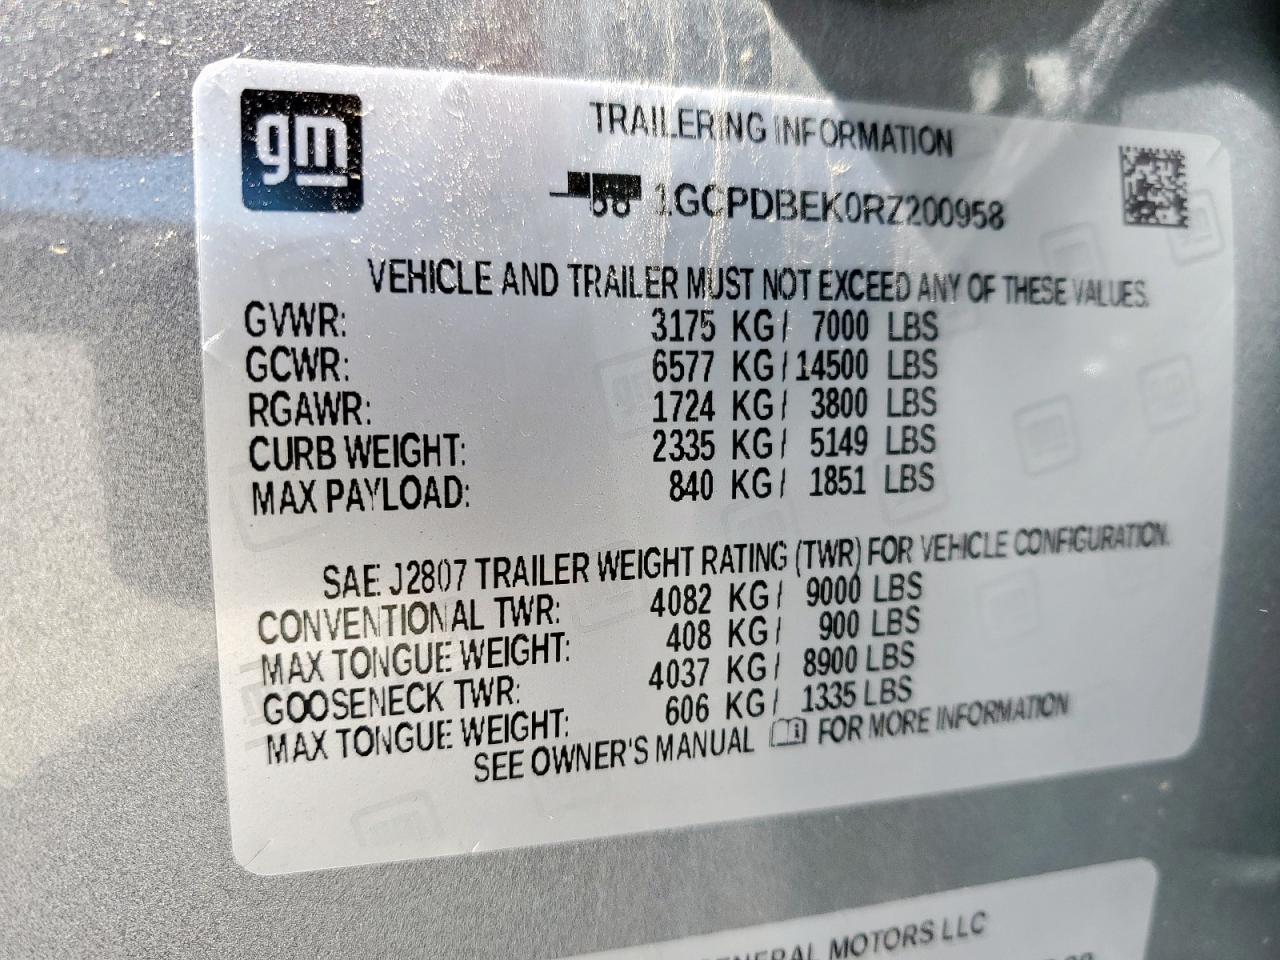 gm
TRAILERING INFORMATION
1GCPDBEK0RZ200958
VEHICLE AND TRAILER MUST NOT EXCEED ANY OF THESE VALUES.
GVWR: 3175 KG / 7000 LBS
GCWR: 6577 KG / 14500 LBS
RGAWR: 1724 KG / 3800 LBS
CURB WEIGHT: 2335 KG / 5149 LBS
MAX PAYLOAD: 840 KG / 1851 LBS
SAE J2807 TRAILER WEIGHT RATING (TWR) FOR VEHICLE CONFIGURATION.
CONVENTIONAL TWR: 4082 KG / 9000 LBS
MAX TONGUE WEIGHT: 408 KG / 900 LBS
GOOSENECK TWR: 4037 KG / 8900 LBS
MAX TONGUE WEIGHT: 606 KG / 1335 LBS
SEE OWNER'S MANUAL FOR MORE INFORMATION
MOTORS LLC